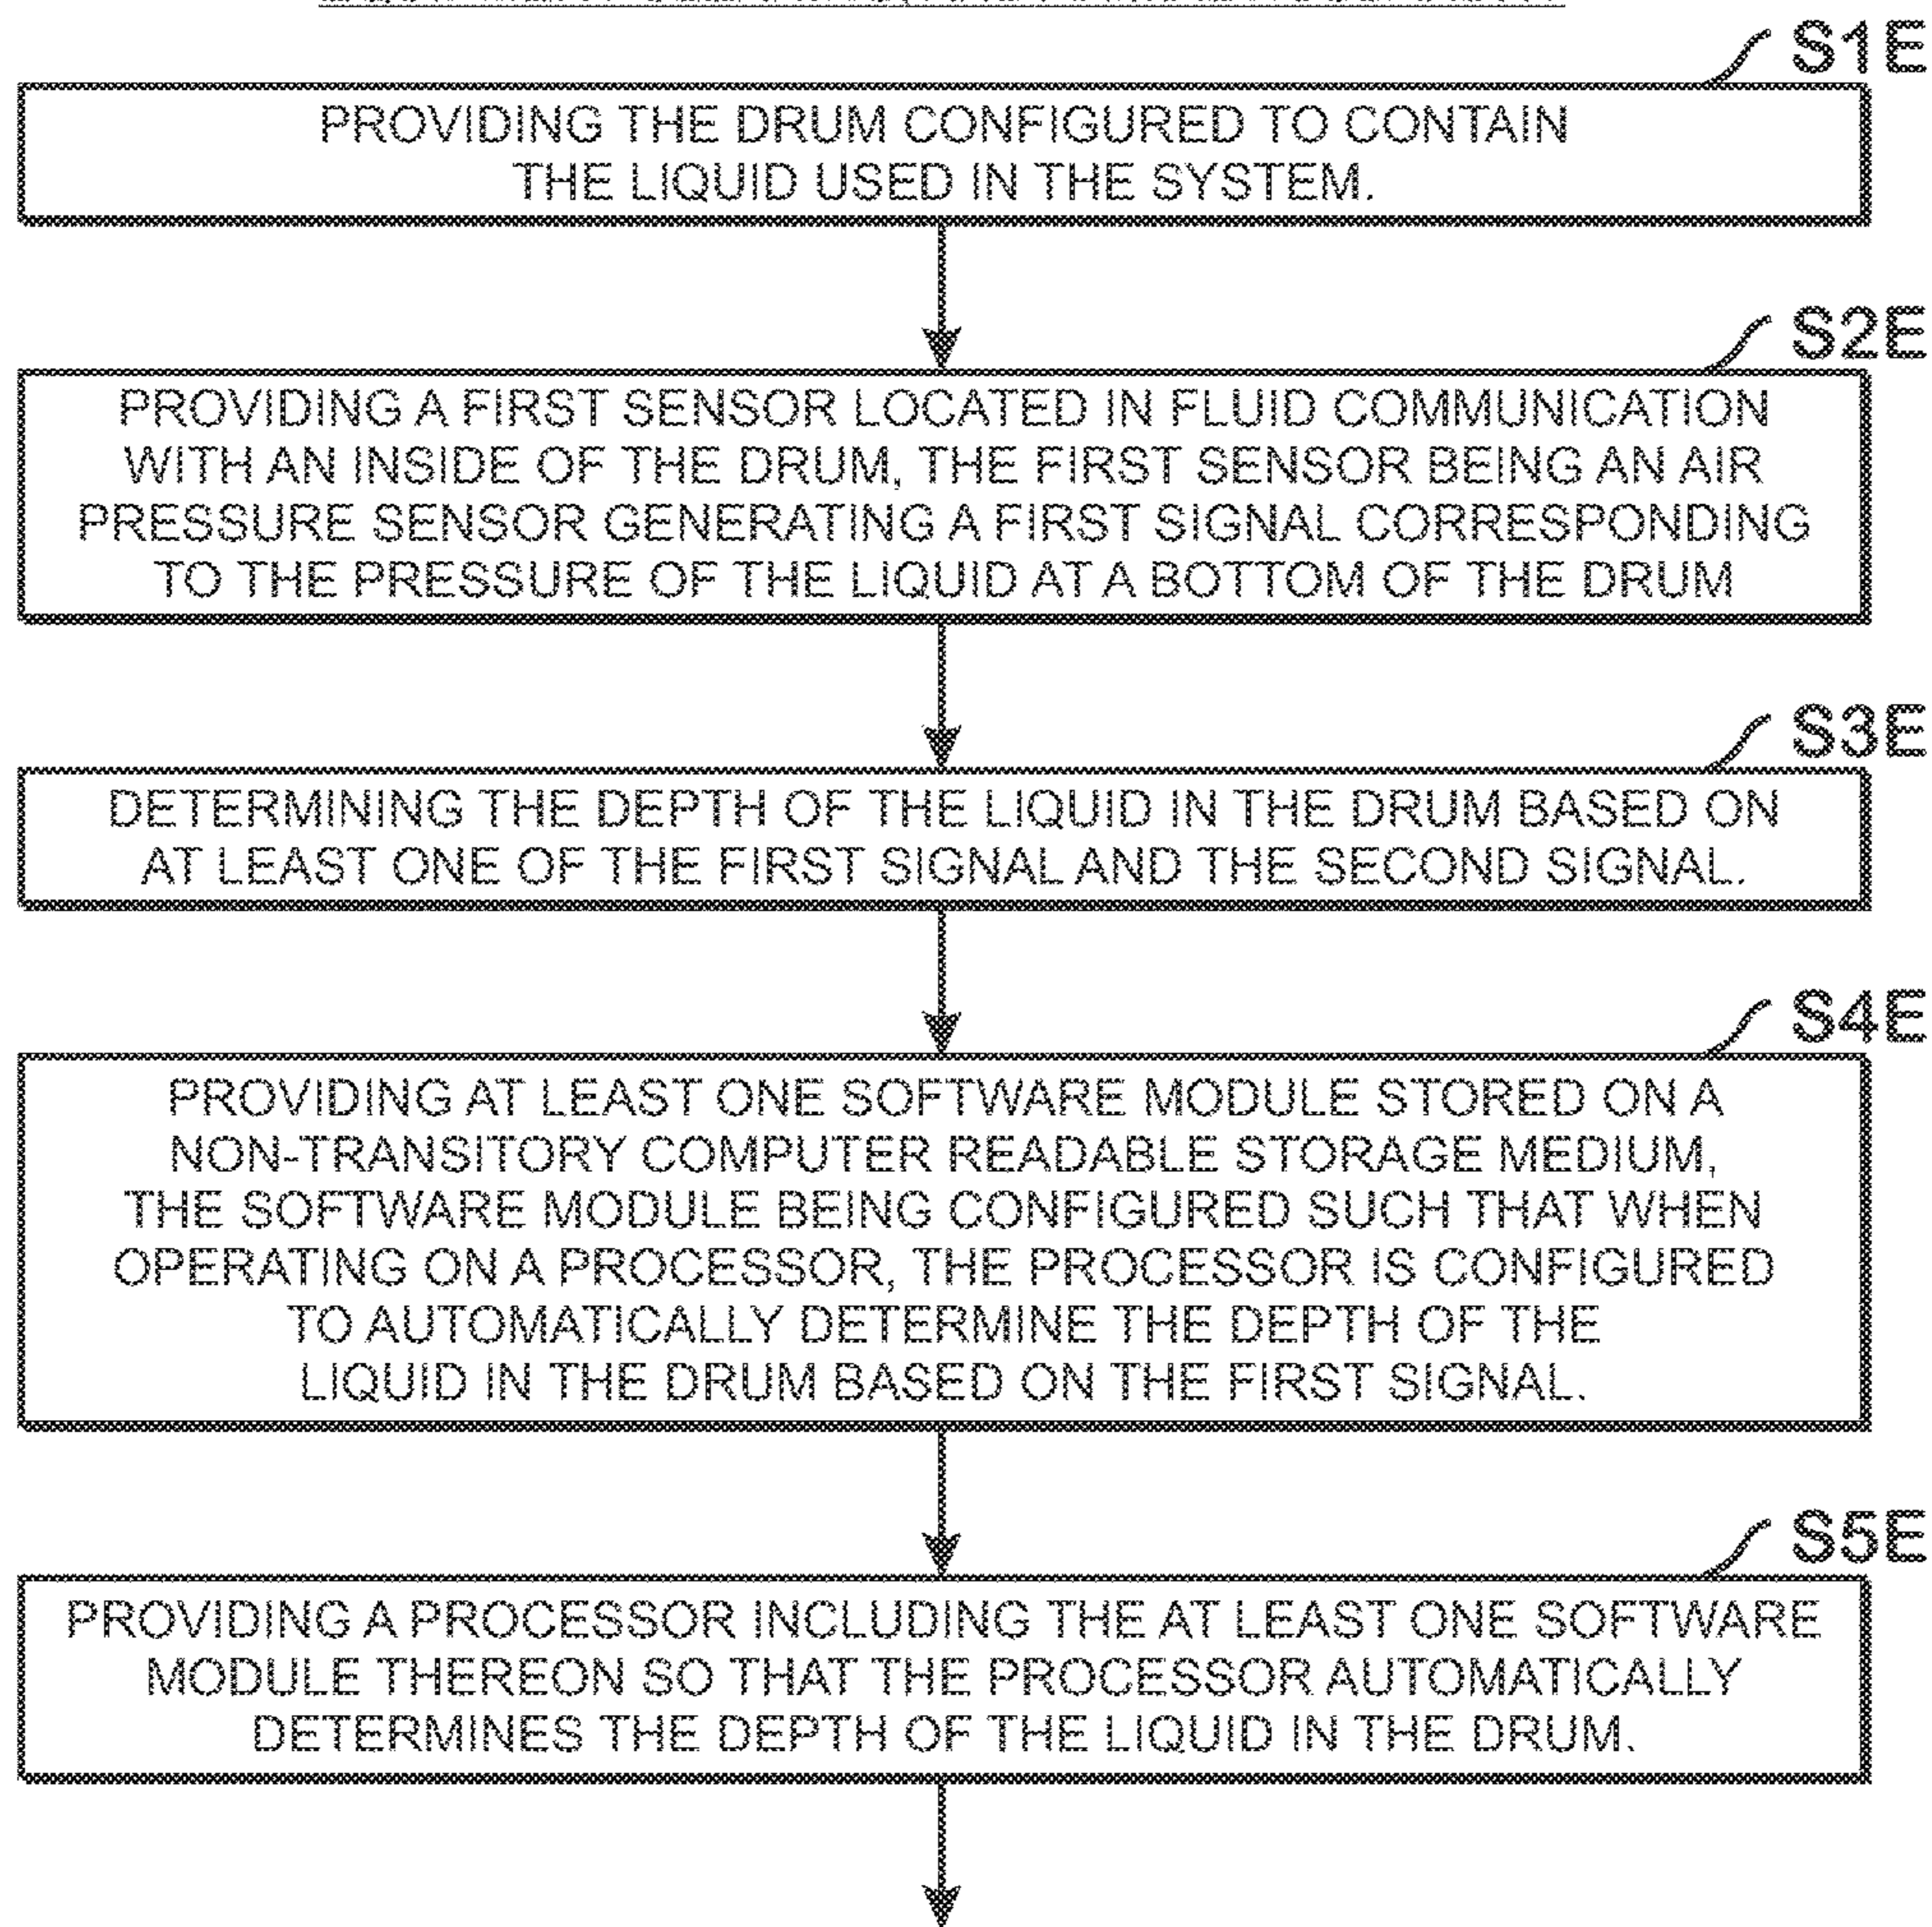 S1E
PROVIDING THE DRUM CONFIGURED TO CONTAIN
THE LIQUID USED IN THE SYSTEM.
S2E
PROVIDING A FIRST SENSOR LOCATED IN FLUID COMMUNICATION
WITH AN INSIDE OF THE DRUM, THE FIRST SENSOR BEING AN AIR
PRESSURE SENSOR GENERATING A FIRST SIGNAL CORRESPONDING
TO THE PRESSURE OF THE LIQUID AT A BOTTOM OF THE DRUM
S3E
DETERMINING THE DEPTH OF THE LIQUID IN THE DRUM BASED ON
AT LEAST ONE OF THE FIRST SIGNAL AND THE SECOND SIGNAL.
S4E
PROVIDING AT LEAST ONE SOFTWARE MODULE STORED ON A
NON-TRANSITORY COMPUTER READABLE STORAGE MEDIUM,
THE SOFTWARE MODULE BEING CONFIGURED SUCH THAT WHEN
OPERATING ON A PROCESSOR, THE PROCESSOR IS CONFIGURED
TO AUTOMATICALLY DETERMINE THE DEPTH OF THE
LIQUID IN THE DRUM BASED ON THE FIRST SIGNAL.
S5E
PROVIDING A PROCESSOR INCLUDING THE AT LEAST ONE SOFTWARE
MODULE THEREON SO THAT THE PROCESSOR AUTOMATICALLY
DETERMINES THE DEPTH OF THE LIQUID IN THE DRUM.